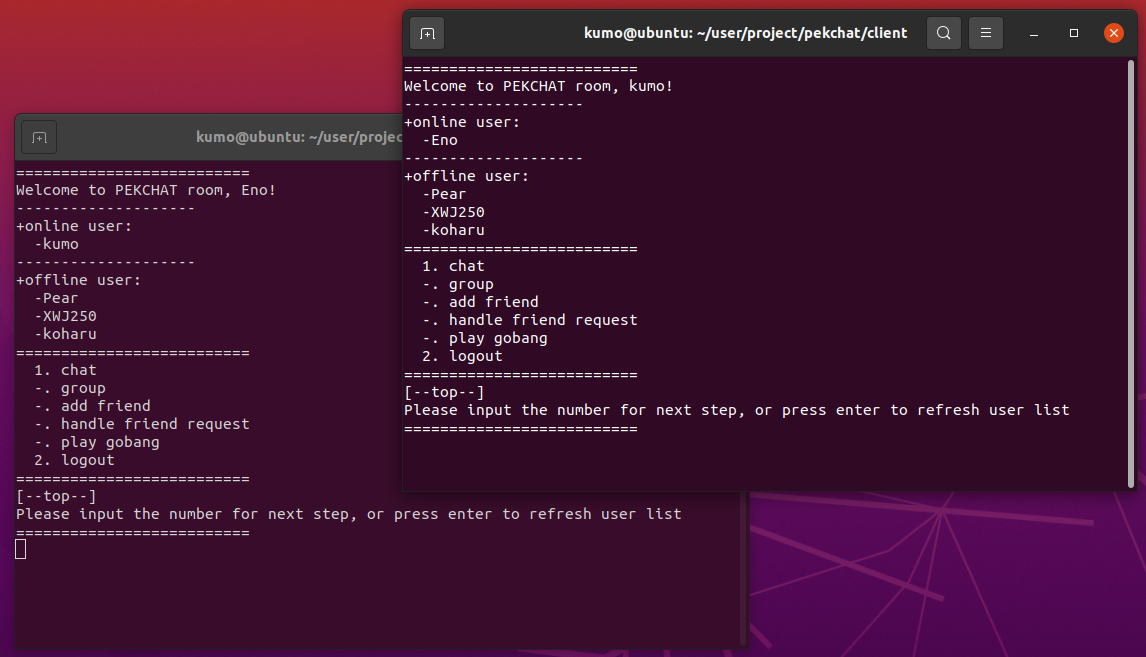 kumo@ubuntu: ~/user/project/pekchat/client
==========================
Welcome to PEKCHAT room, kumo!
--------------------
+online user:
  -Eno
--------------------
+offline user:
  -Pear
  -XWJ250
  -koharu
==========================
  1. chat
  -. group
  -. add friend
  -. handle friend request
  -. play gobang
  2. logout
==========================
[--top--]
Please input the number for next step, or press enter to refresh user list
==========================
kumo@ubuntu: ~/user/projec
==========================
Welcome to PEKCHAT room, Eno!
--------------------
+online user:
  -kumo
--------------------
+offline user:
  -Pear
  -XWJ250
  -koharu
==========================
  1. chat
  -. group
  -. add friend
  -. handle friend request
  -. play gobang
  2. logout
==========================
[--top--]
Please input the number for next step, or press enter to refresh user list
==========================